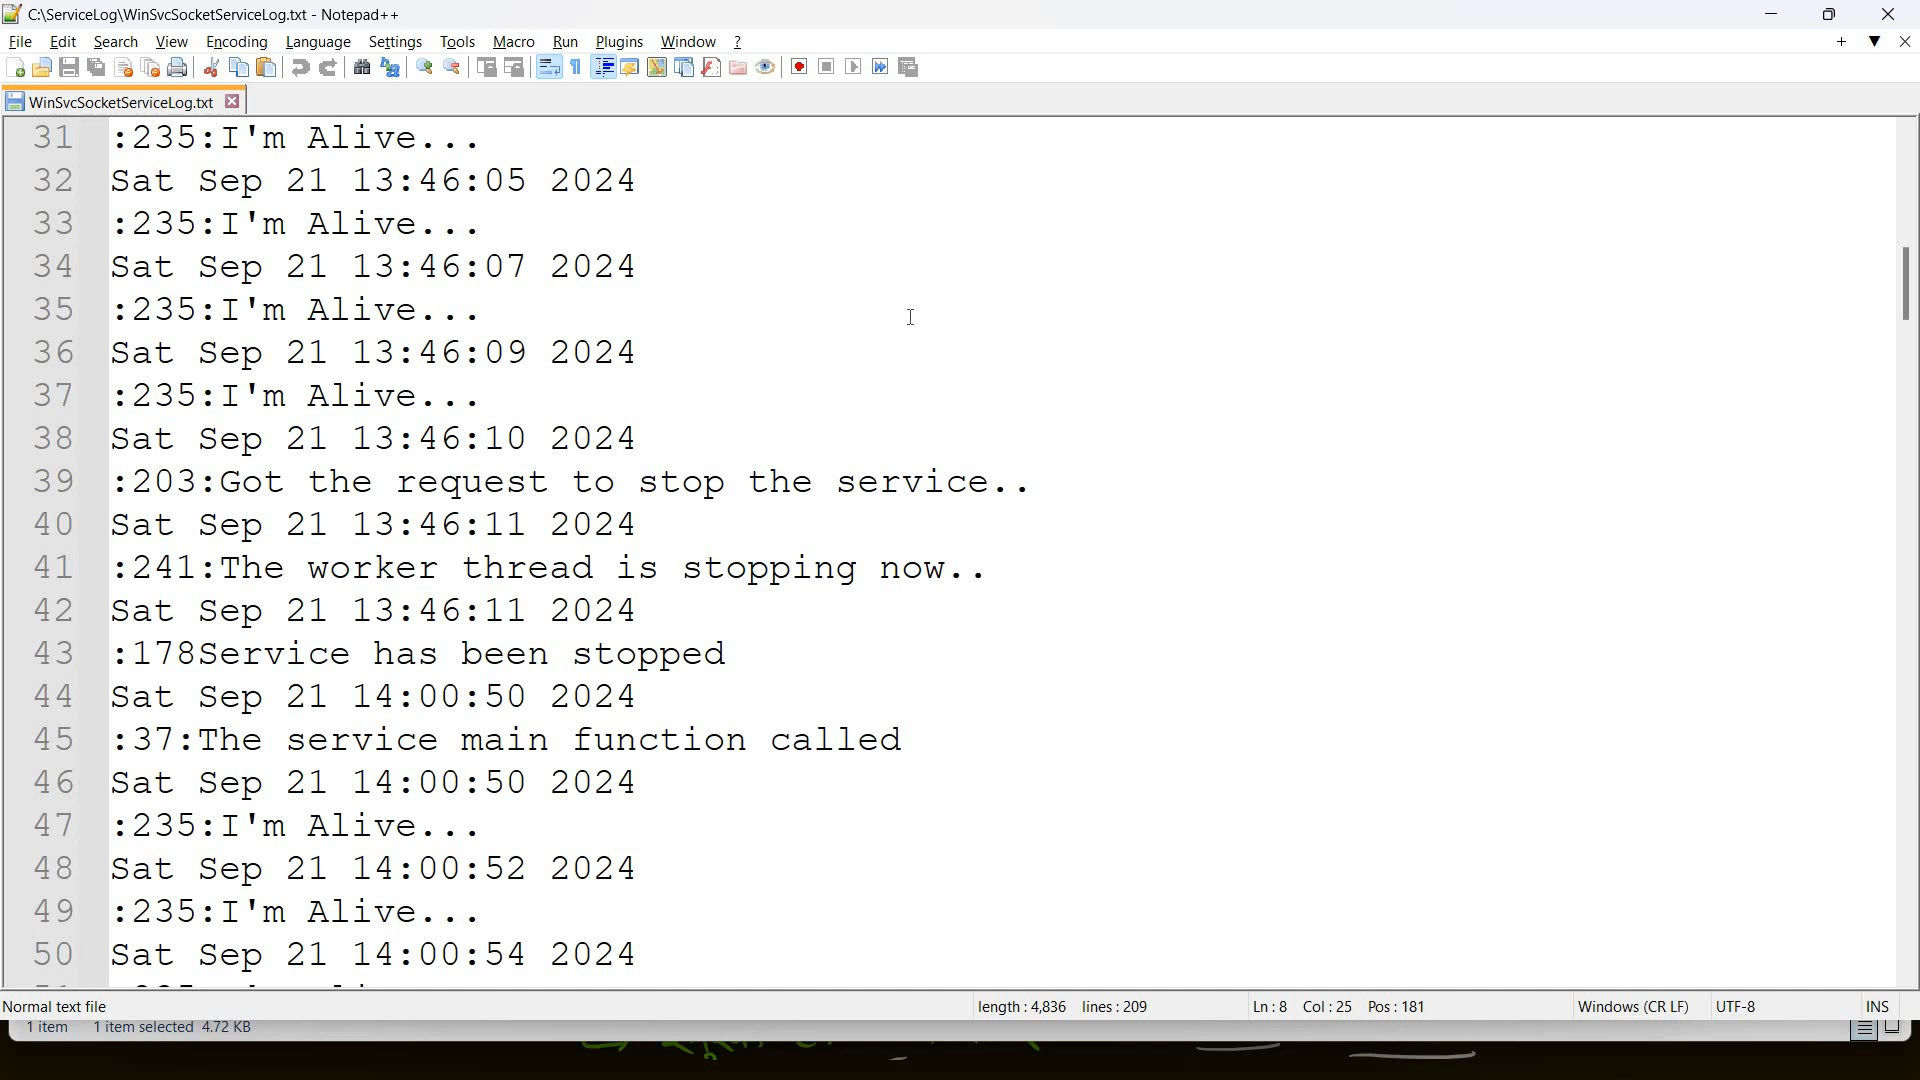 C:\ServiceLog\WinSvcSocketServiceLog.txt - Notepad++
File Edit Search View Encoding Language Settings Tools Macro Run Plugins Window ?
WinSvcSocketServiceLog.txt
31 :235:I'm Alive...
32 Sat Sep 21 13:46:05 2024
33 :235:I'm Alive...
34 Sat Sep 21 13:46:07 2024
35 :235:I'm Alive...
36 Sat Sep 21 13:46:09 2024
37 :235:I'm Alive...
38 Sat Sep 21 13:46:10 2024
39 :203:Got the request to stop the service..
40 Sat Sep 21 13:46:11 2024
41 :241:The worker thread is stopping now..
42 Sat Sep 21 13:46:11 2024
43 :178Service has been stopped
44 Sat Sep 21 14:00:50 2024
45 :37:The service main function called
46 Sat Sep 21 14:00:50 2024
47 :235:I'm Alive...
48 Sat Sep 21 14:00:52 2024
49 :235:I'm Alive...
50 Sat Sep 21 14:00:54 2024
Normal text file length : 4,836 lines : 209 Ln : 8 Col : 25 Pos : 181 Windows (CR LF) UTF-8 INS
1 item 1 item selected 4.72 KB